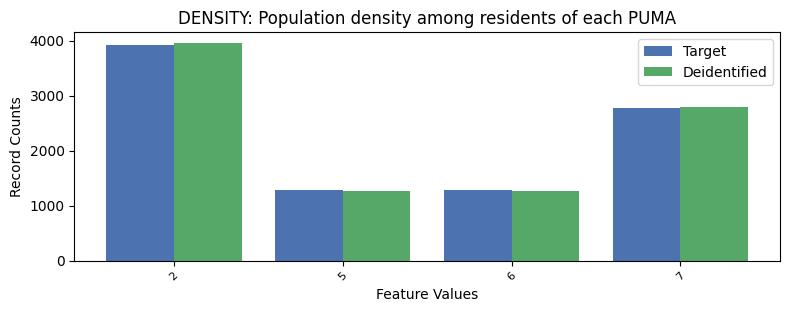 DENSITY: Population density among residents of each PUMA
Target
Deidentified
Record Counts
4000
3000
2000
1000
0
2
5
6
7
Feature Values